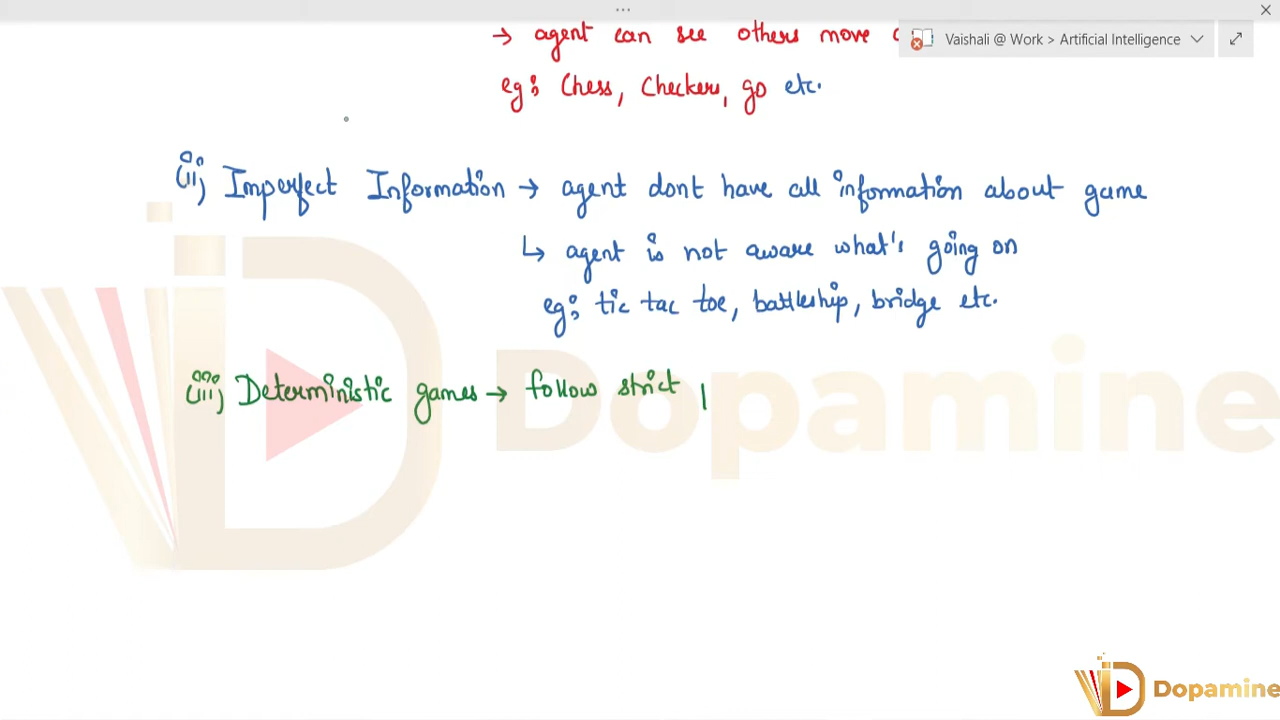 → agent can see others move
Vaishali @ Work > Artificial Intelligence
eg: Chess, Checkers, go etc.
(ii) Imperfect Information → agent dont have all information about game
↳ agent is not aware what's going on
eg: tic tac toe, battleship, bridge etc.
(iii) Deterministic games → follow strict
Dopamine
Dopamine